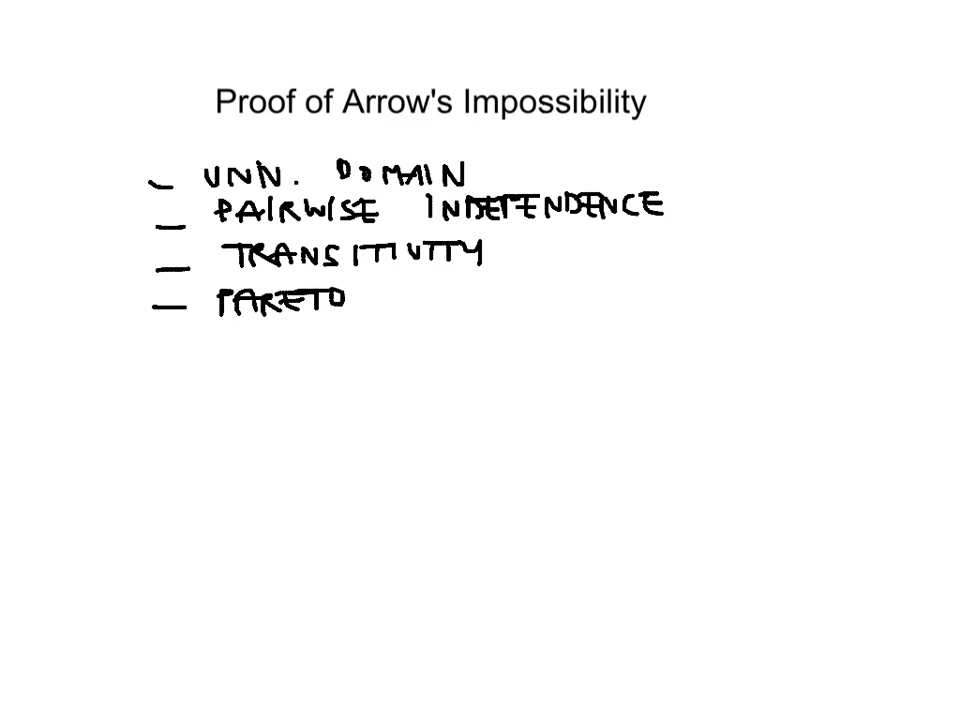 Proof of Arrow's Impossibility
- UNN. DOMAIN
- PAIRWISE INDEPENDENCE
- TRANSITIVITY
- PARETO